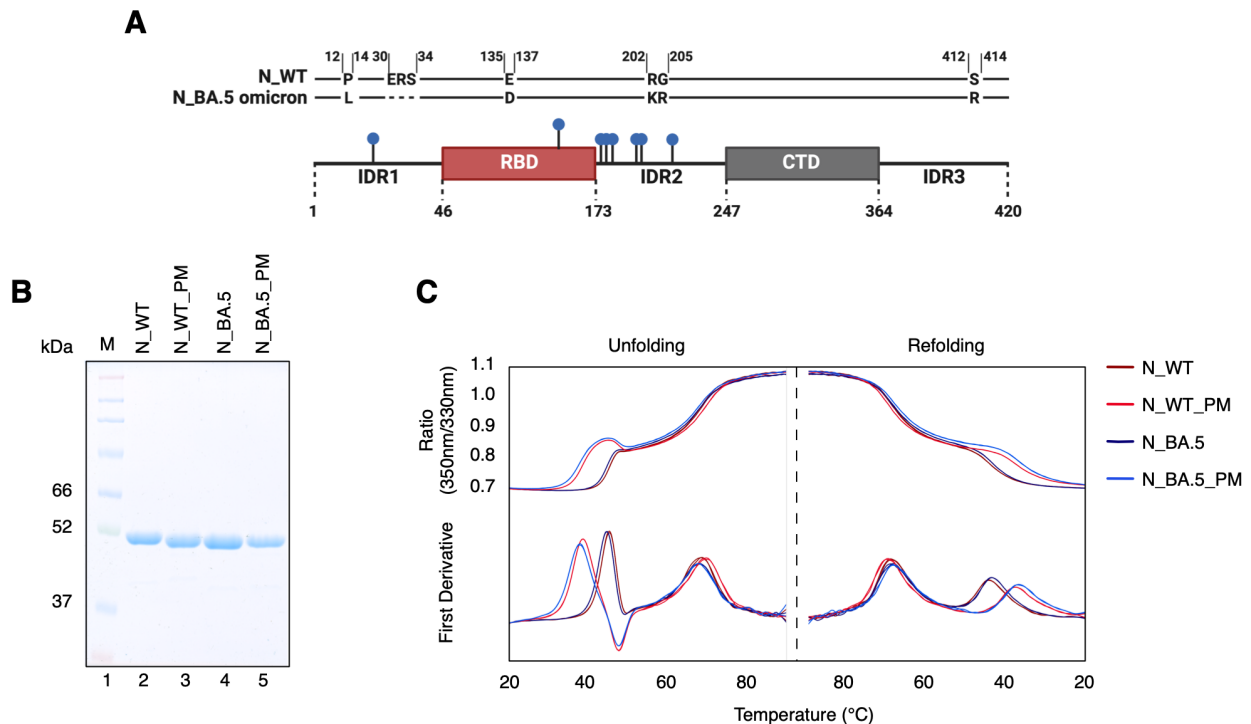 A
12 14 30 34 135 137 202 205 412 414
N_WT P ERS E RG S
N_BA.5 omicron L --- D KR R
RBD CTD
IDR1 IDR2 IDR3
1 46 173 247 364 420
B
N_WT
N_WT_PM
N_BA.5
N_BA.5_PM
kDa M
66
52
37
1 2 3 4 5
C
Unfolding Refolding
Ratio
(350nm/330nm)
1.1
1.0
0.9
0.8
0.7
First Derivative
20 40 60 80 80 60 40 20
Temperature (°C)
N_WT
N_WT_PM
N_BA.5
N_BA.5_PM